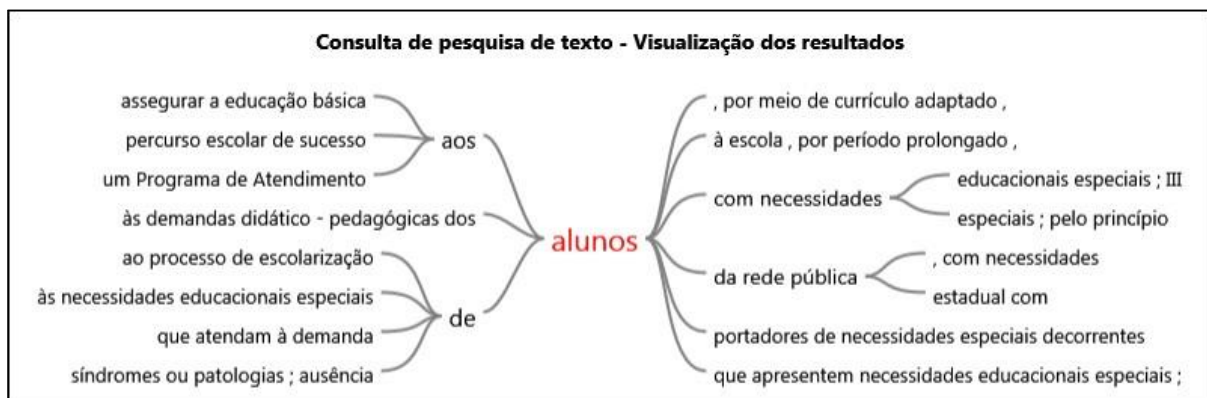 Consulta de pesquisa de texto - Visualização dos resultados
assegurar a educação básica
percurso escolar de sucesso
um Programa de Atendimento
aos
às demandas didático - pedagógicas dos
ao processo de escolarização
às necessidades educacionais especiais
que atendam à demanda
síndromes ou patologias ; ausência
de
alunos
, por meio de currículo adaptado ,
à escola , por período prolongado ,
com necessidades
educacionais especiais ; III
especiais ; pelo princípio
da rede pública
, com necessidades
estadual com
portadores de necessidades especiais decorrentes
que apresentem necessidades educacionais especiais ;